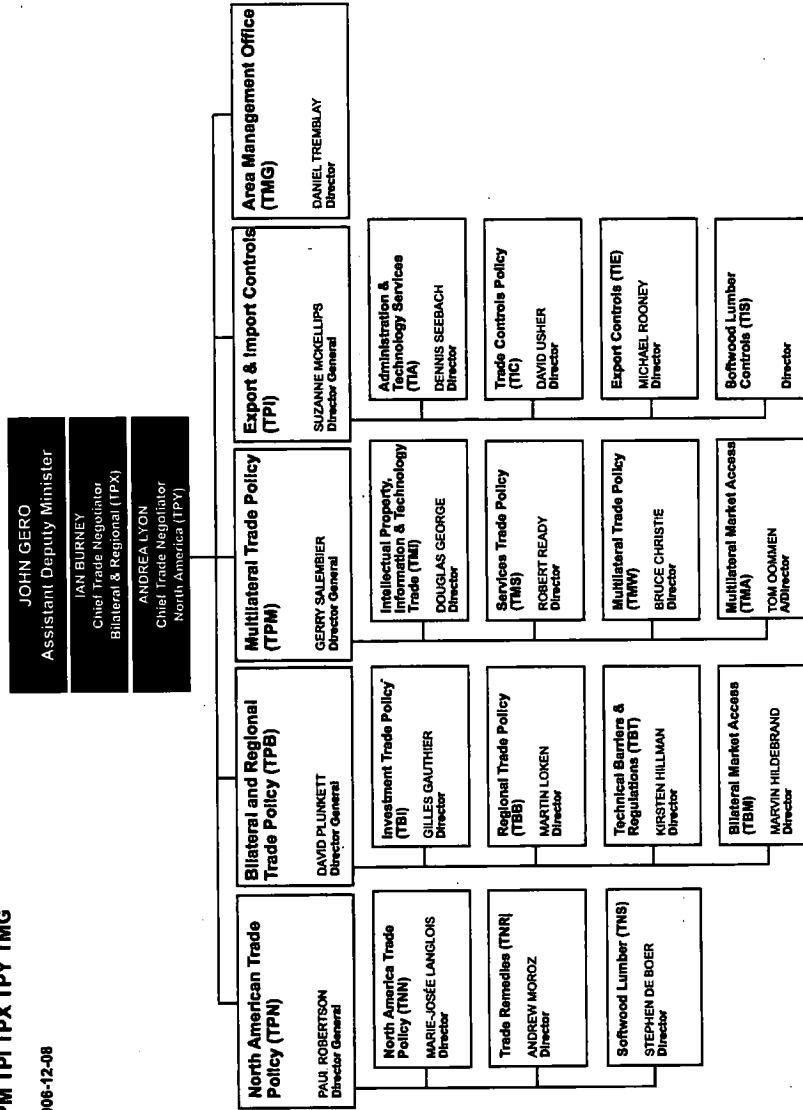 PM TPI TPX TPY TMG
006-12-08
JOHN GERO
Assistant Deputy Minister
IAN BURNEY
Chief Trade Negotiator
Bilateral & Regional (TPX)
ANDREA LYON
Chief Trade Negotiator
North America (TPY)
North American Trade
Policy (TPN)
PAUL ROBERTSON
Director General
North America Trade
Policy (TNN)
MARIE-JOSÉE LANGLOIS
Director
Trade Remedies (TNR)
ANDREW MOROZ
Director
Softwood Lumber (TNS)
STEPHEN DE BOER
Director
Bilateral and Regional
Trade Policy (TPB)
DAVID PLUNKETT
Director General
Investment Trade Policy
(TBI)
GILLES GAUTHIER
Director
Regional Trade Policy
(TBB)
MARTIN LOKEN
Director
Technical Barriers &
Regulations (TBT)
KIRSTEN HILLMAN
Director
Bilateral Market Access
(TBM)
MARVIN HILDEBRAND
Director
Multilateral Trade Policy
(TPM)
GERRY SALEMBIER
Director General
Intellectual Property,
Information & Technology
Trade (TMI)
DOUGLAS GEORGE
Director
Services Trade Policy
(TMS)
ROBERT READY
Director
Multilateral Trade Policy
(TMW)
BRUCE CHRISTIE
Director
Multilateral Market Access
(TMA)
TOM OOMMEN
A/Director
Export & Import Controls
(TPI)
SUZANNE MCKELLIPS
Director General
Administration &
Technology Services
(TIA)
DENNIS SEEBACH
Director
Trade Controls Policy
(TIC)
DAVID USHER
Director
Export Controls (TIE)
MICHAEL ROONEY
Director
Softwood Lumber
Controls (TIS)
Director
Area Management Office
(TMG)
DANIEL TREMBLAY
Director